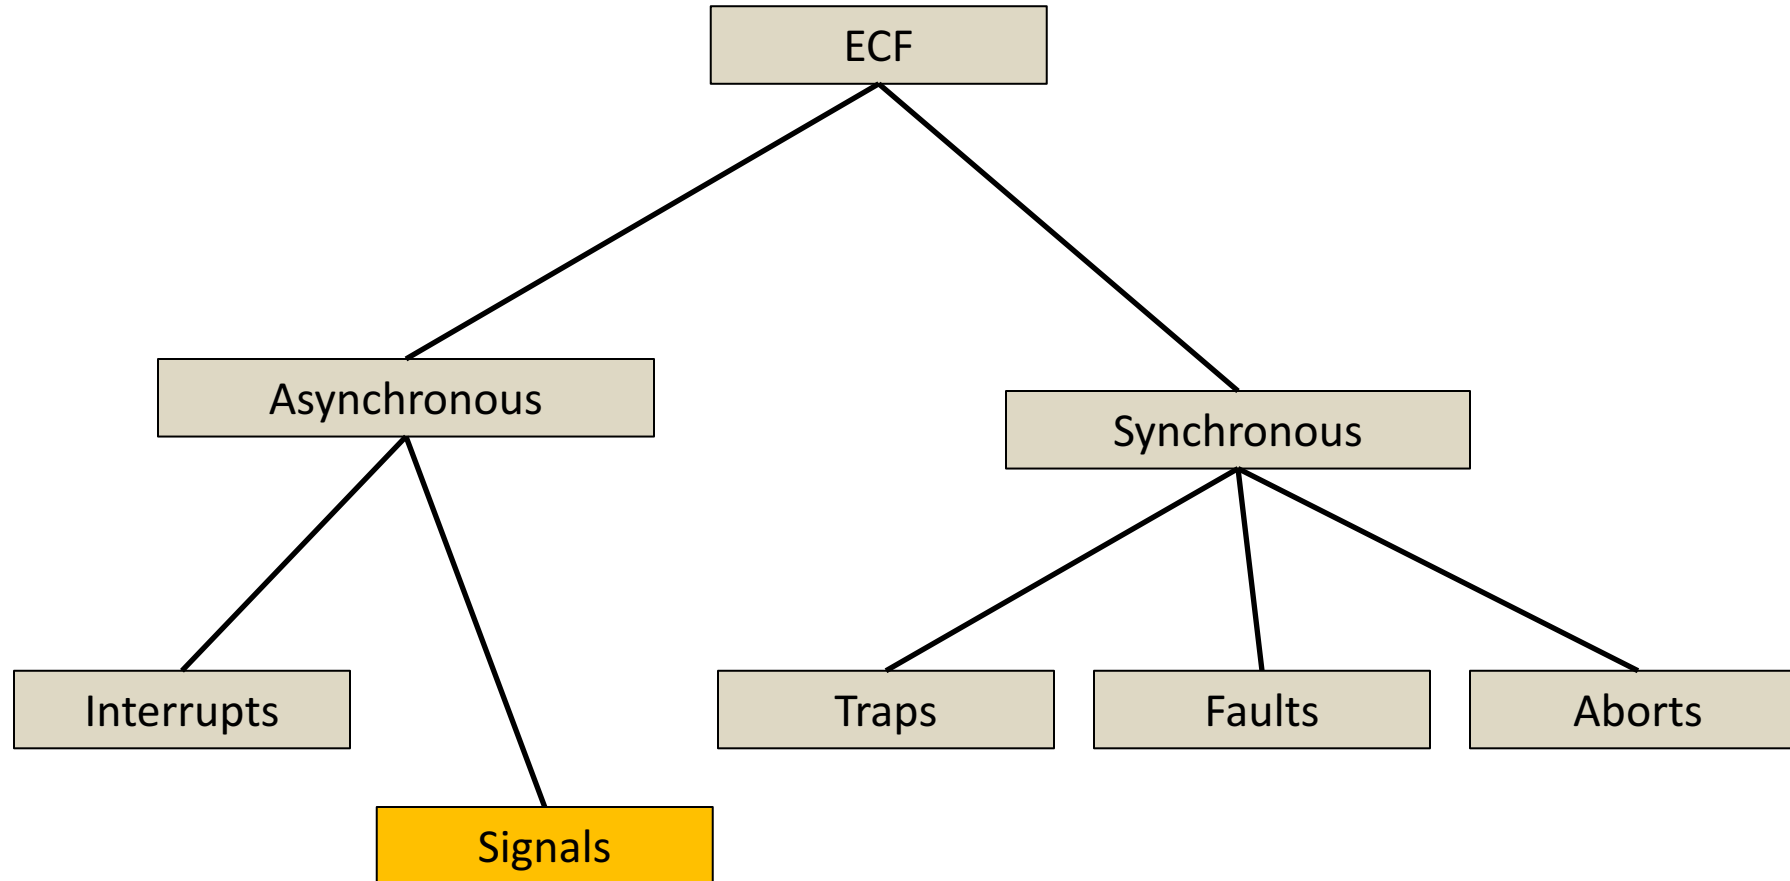 ECF
Asynchronous
Synchronous
Interrupts
Traps
Faults
Aborts
Signals